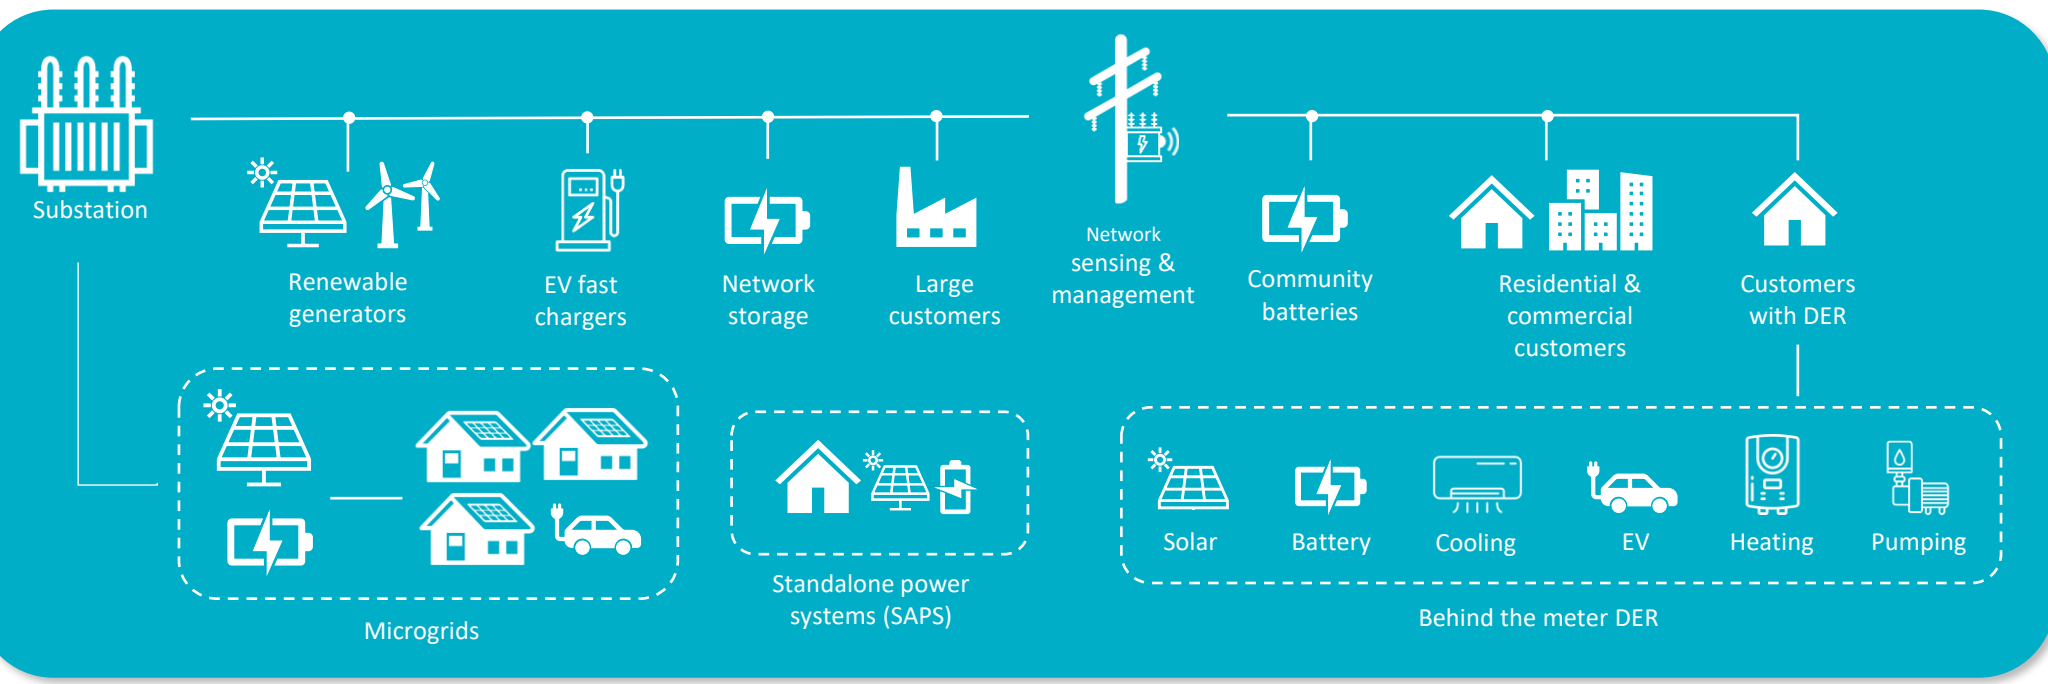 Substation
Renewable
generators
EV fast
chargers
Network
storage
Large
customers
Network
sensing &
management
Community
batteries
Residential &
commercial
customers
Customers
with DER
Microgrids
Standalone power
systems (SAPS)
Solar
Battery
Cooling
EV
Heating
Pumping
Behind the meter DER